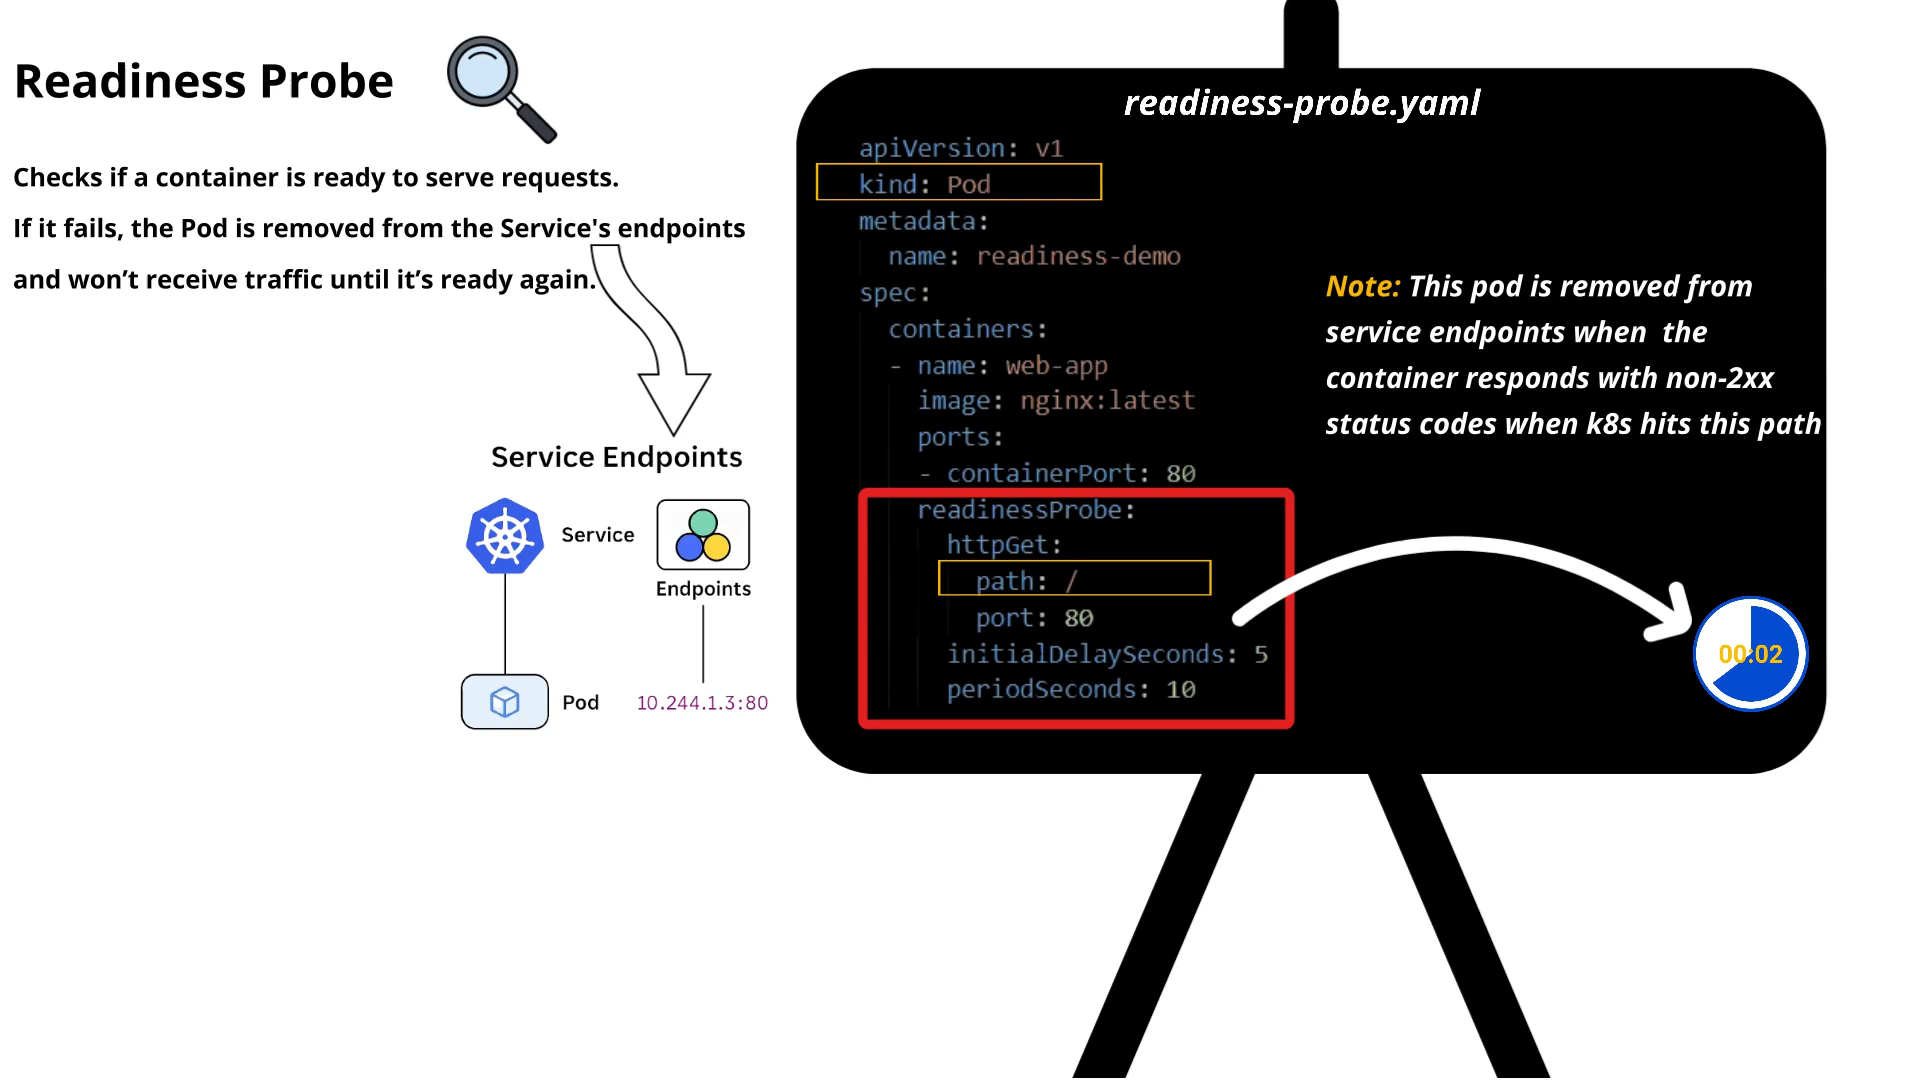 Readiness Probe
Checks if a container is ready to serve requests.
If it fails, the Pod is removed from the Service's endpoints
and won’t receive traffic until it’s ready again.
Service Endpoints
Service
Endpoints
Pod
10.244.1.3:80
readiness-probe.yaml
apiVersion: v1
kind: Pod
metadata:
  name: readiness-demo
spec:
  containers:
  - name: web-app
    image: nginx:latest
    ports:
    - containerPort: 80
    readinessProbe:
      httpGet:
        path: /
        port: 80
      initialDelaySeconds: 5
      periodSeconds: 10
Note: This pod is removed from
service endpoints when  the
container responds with non-2xx
status codes when k8s hits this path
00:02